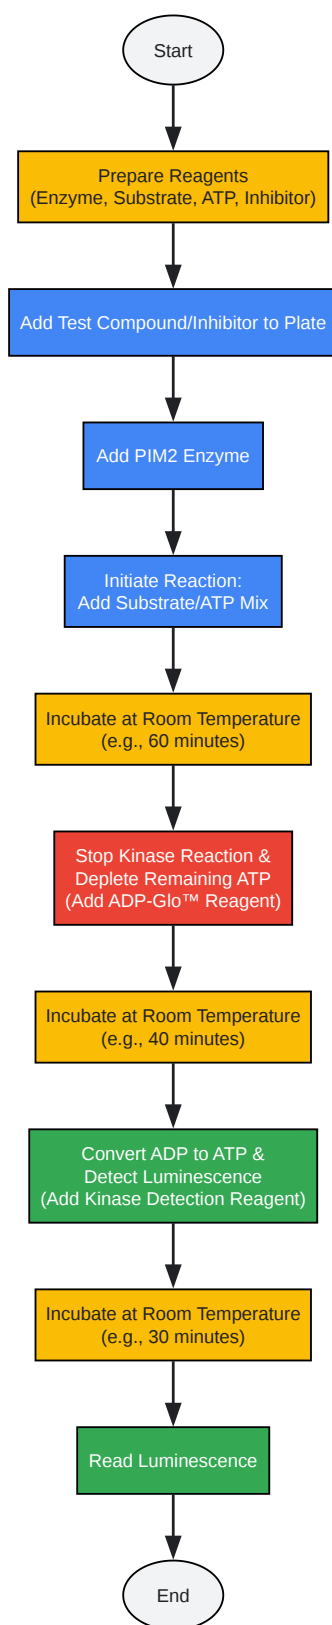 Start
Prepare Reagents
(Enzyme, Substrate, ATP, Inhibitor)
Add Test Compound/Inhibitor to Plate
Add PIM2 Enzyme
Initiate Reaction:
Add Substrate/ATP Mix
Incubate at Room Temperature
(e.g., 60 minutes)
Stop Kinase Reaction &
Deplete Remaining ATP
(Add ADP-Glo™ Reagent)
Incubate at Room Temperature
(e.g., 40 minutes)
Convert ADP to ATP &
Detect Luminescence
(Add Kinase Detection Reagent)
Incubate at Room Temperature
(e.g., 30 minutes)
Read Luminescence
End